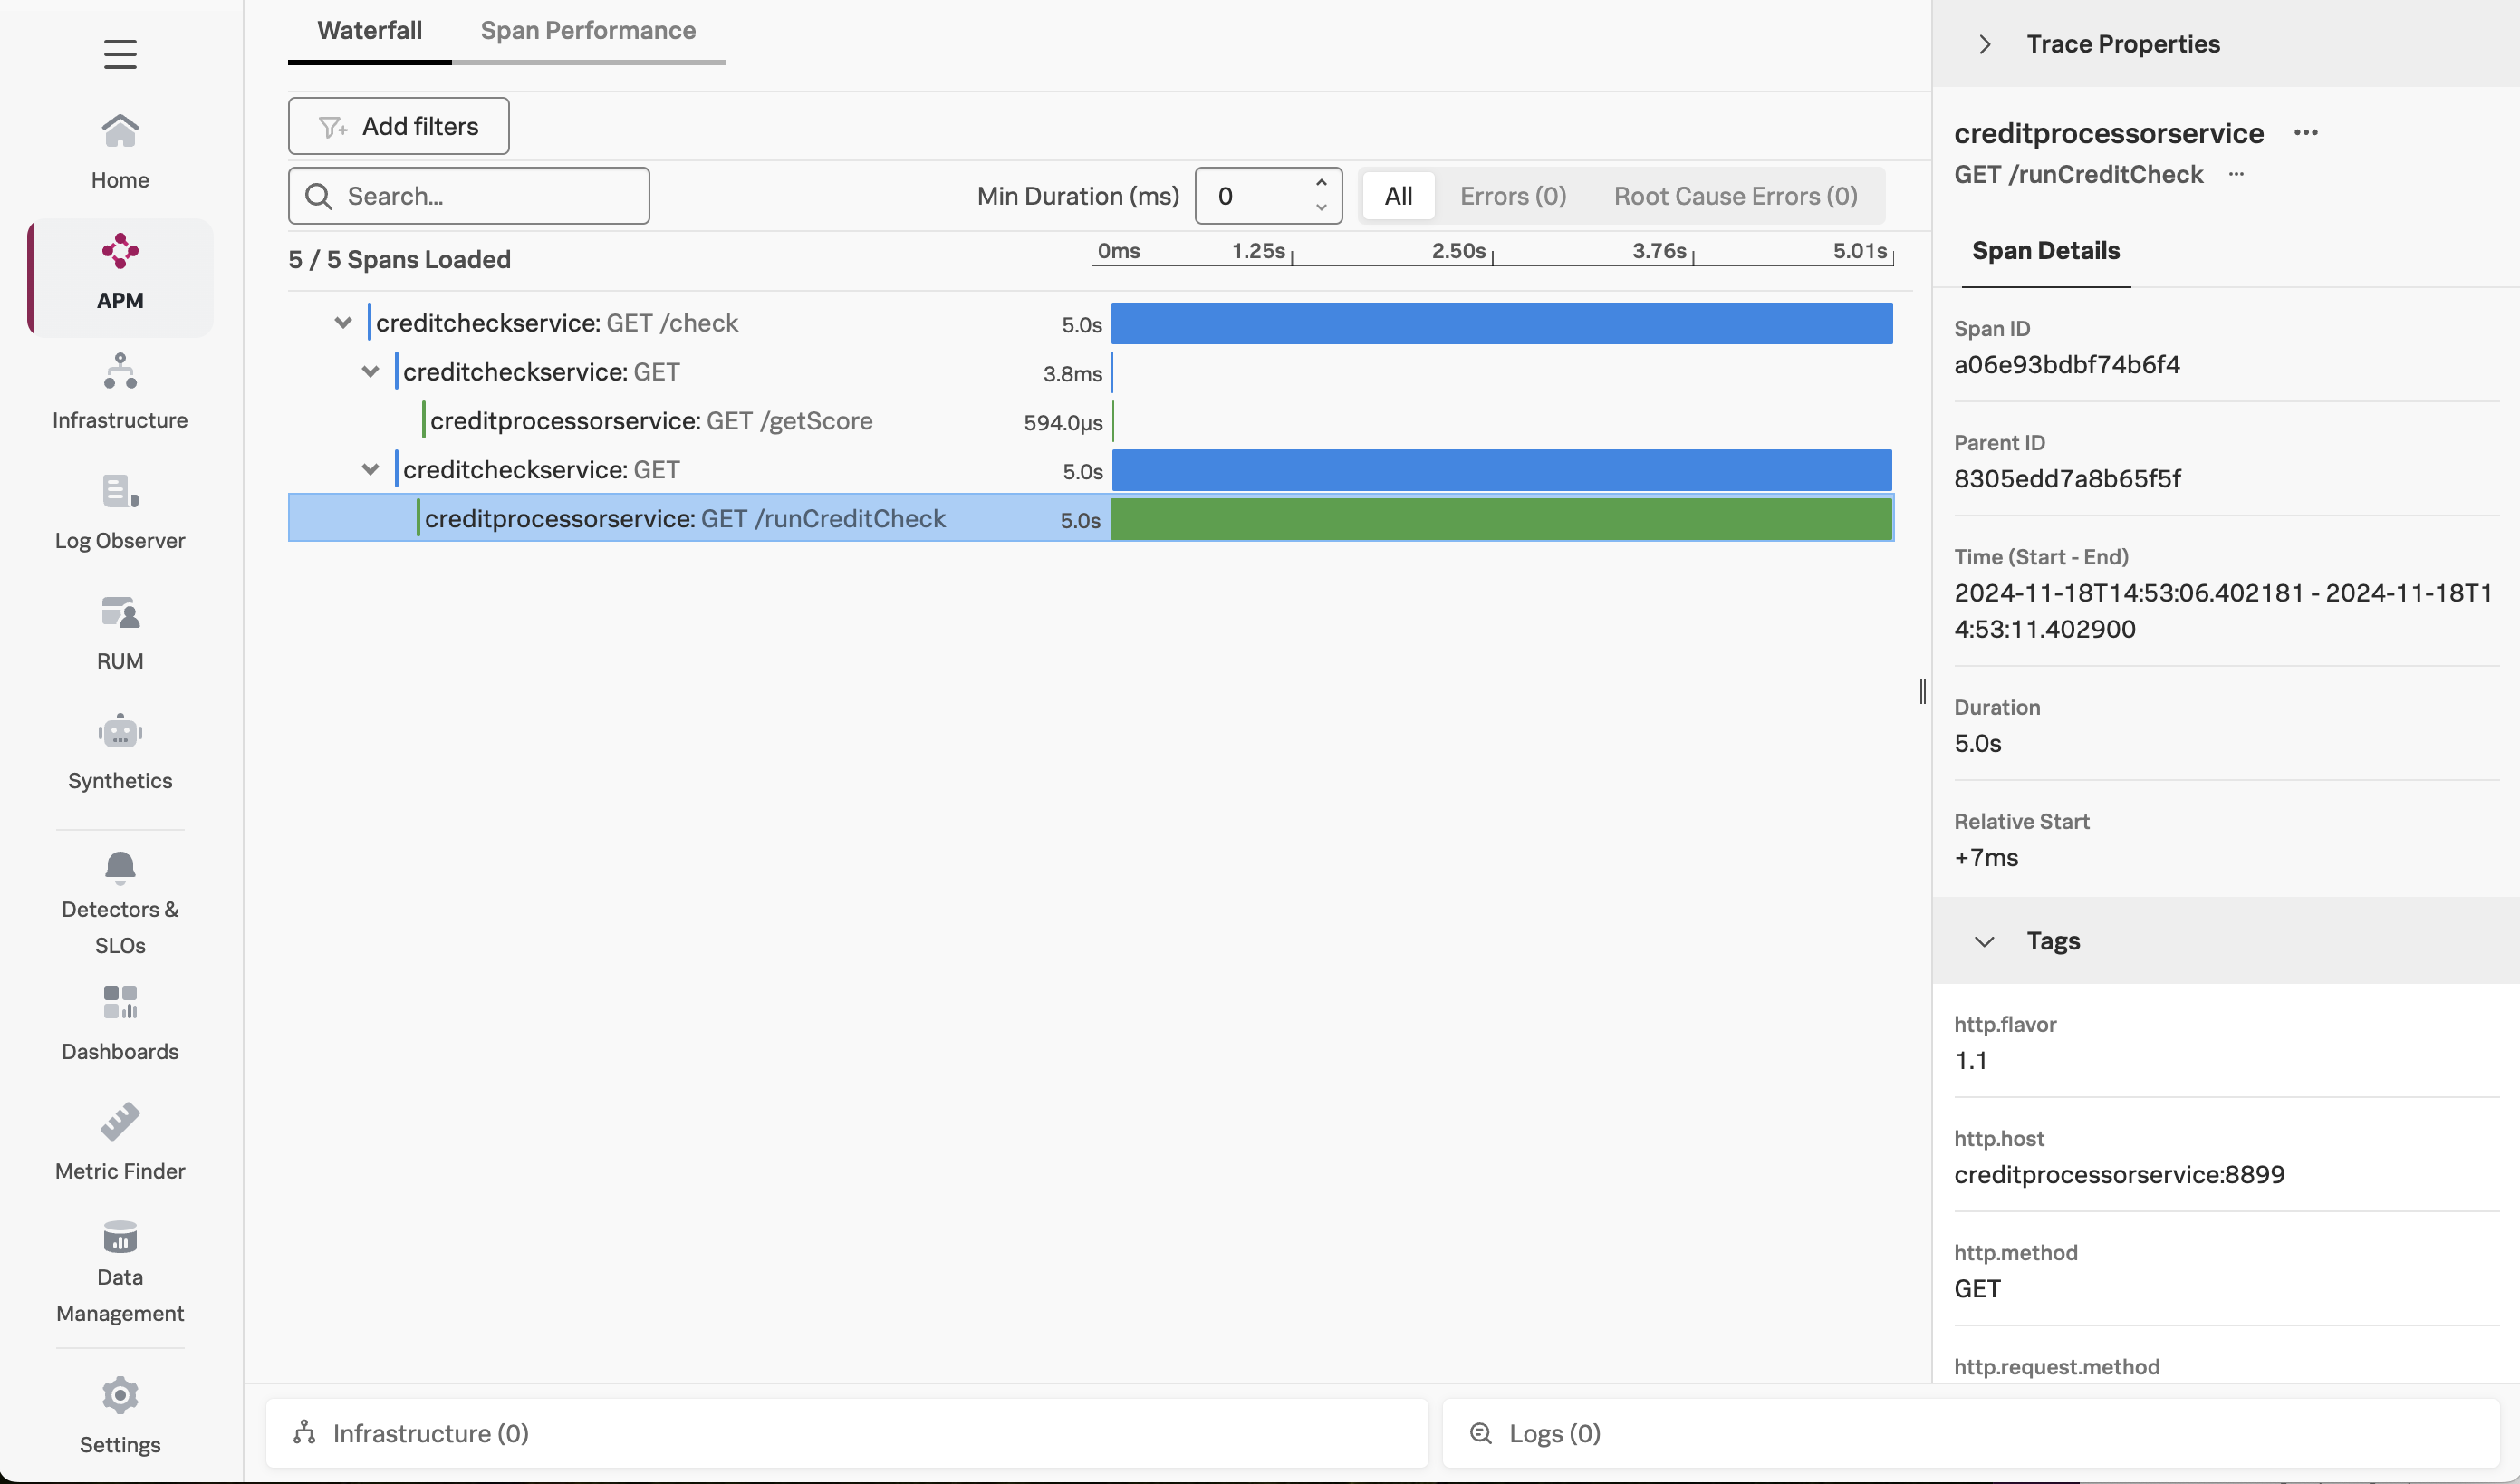 Home
APM
Infrastructure
Log Observer
RUM
Synthetics
Detectors &
SLOs
Dashboards
Metric Finder
Data
Management
Settings
Waterfall Span Performance
Add filters
Search... Min Duration (ms) 0 All Errors (0) Root Cause Errors (0)
5 / 5 Spans Loaded 0ms 1.25s 2.50s 3.76s 5.01s
creditcheckservice: GET /check 5.0s
creditcheckservice: GET 3.8ms
creditprocessorservice: GET /getScore 594.0µs
creditcheckservice: GET 5.0s
creditprocessorservice: GET /runCreditCheck 5.0s
Infrastructure (0)
Logs (0)
Trace Properties
creditprocessorservice ...
GET /runCreditCheck ...
Span Details
Span ID
a06e93bdbf74b6f4
Parent ID
8305edd7a8b65f5f
Time (Start - End)
2024-11-18T14:53:06.402181 - 2024-11-18T1
4:53:11.402900
Duration
5.0s
Relative Start
+7ms
Tags
http.flavor
1.1
http.host
creditprocessorservice:8899
http.method
GET
http.request.method